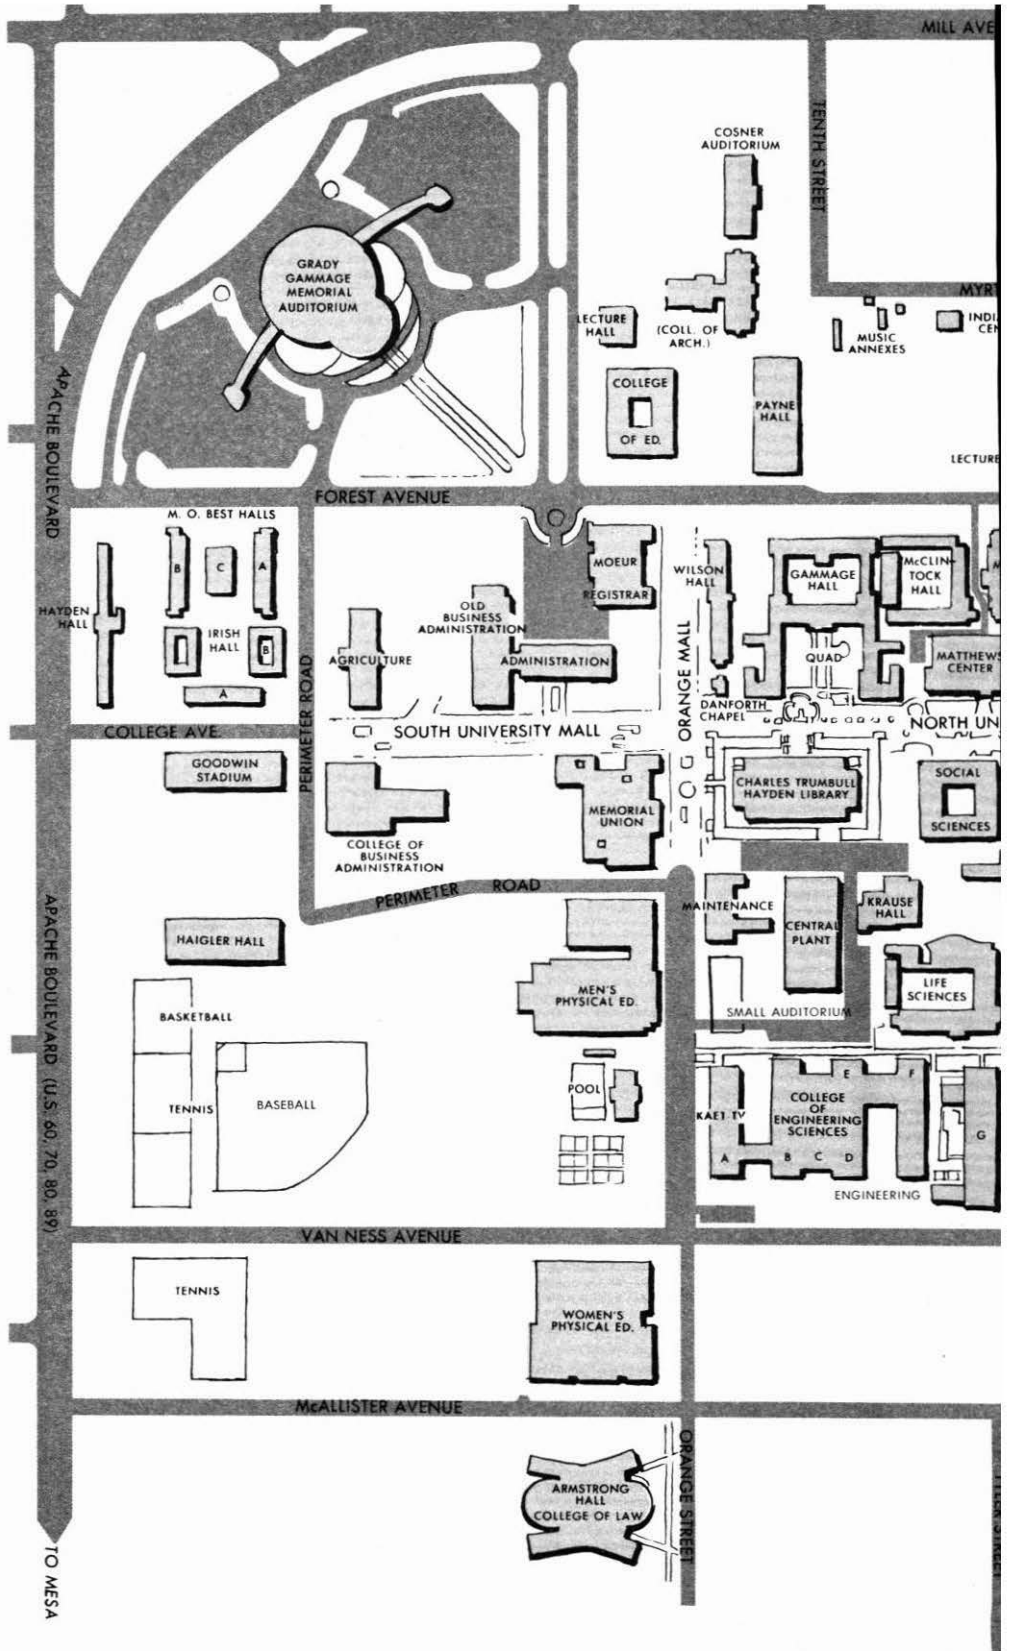 MILL AVE
TENTH STREET
COSNER
AUDITORIUM
GRADY
GAMMAGE
MEMORIAL
AUDITORIUM
LECTURE
HALL
(COLL. OF
ARCH.)
MYRT
MUSIC
ANNEXES
INDI
CEN
COLLEGE
OF ED.
PAYNE
HALL
LECTURE
APACHE BOULEVARD
FOREST AVENUE
M. O. BEST HALLS
B
C
A
HAYDEN
HALL
IRISH
HALL
B
A
PERIMETER ROAD
AGRICULTURE
OLD
BUSINESS
ADMINISTRATION
ADMINISTRATION
MOEUR
REGISTRAR
ORANGE MALL
WILSON
HALL
GAMMAGE
HALL
McCLIN-
TOCK
HALL
M
QUAD
MATTHEWS
CENTER
DANFORTH
CHAPEL
COLLEGE AVE.
SOUTH UNIVERSITY MALL
NORTH UN
GOODWIN
STADIUM
COLLEGE OF
BUSINESS
ADMINISTRATION
MEMORIAL
UNION
CHARLES TRUMBULL
HAYDEN LIBRARY
SOCIAL
SCIENCES
PERIMETER ROAD
MAINTENANCE
CENTRAL
PLANT
KRAUSE
HALL
HAIGLER HALL
MEN'S
PHYSICAL ED.
SMALL AUDITORIUM
LIFE
SCIENCES
BASKETBALL
TENNIS
BASEBALL
POOL
KAET TV
A
COLLEGE
OF
ENGINEERING
SCIENCES
E
F
B
C
D
G
ENGINEERING
APACHE BOULEVARD (U.S. 60, 70, 80, 89)
VAN NESS AVENUE
TENNIS
WOMEN'S
PHYSICAL ED.
McALLISTER AVENUE
ORANGE STREET
ARMSTRONG
HALL
COLLEGE OF LAW
TO MESA